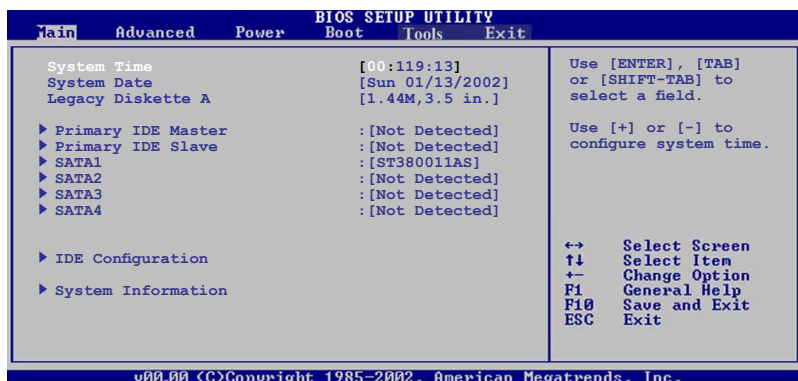 BIOS SETUP UTILITY
Main Advanced Power Boot Tools Exit
System Time [00:119:13]
System Date [Sun 01/13/2002]
Legacy Diskette A [1.44M,3.5 in.]
Primary IDE Master :[Not Detected]
Primary IDE Slave :[Not Detected]
SATA1 :[ST380011AS]
SATA2 :[Not Detected]
SATA3 :[Not Detected]
SATA4 :[Not Detected]
IDE Configuration
System Information
Use [ENTER], [TAB]
or [SHIFT-TAB] to
select a field.
Use [+] or [-] to
configure system time.
←→ Select Screen
↑↓ Select Item
+- Change Option
F1 General Help
F10 Save and Exit
ESC Exit
v00.00 (C)Copyright 1985-2002, American Megatrends, Inc.